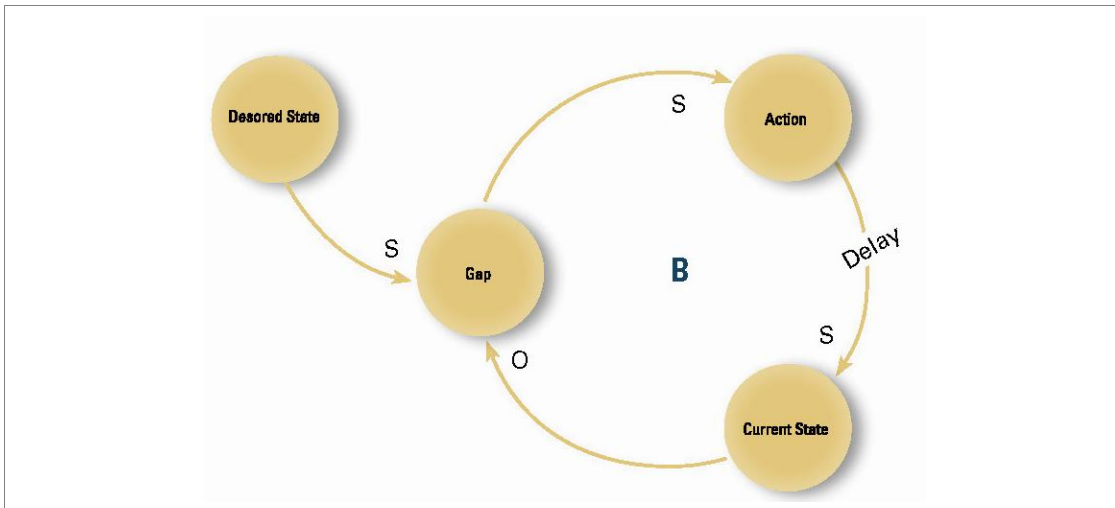 Desored State
S
Action
S
Gap
B
Delay
S
O
Current State